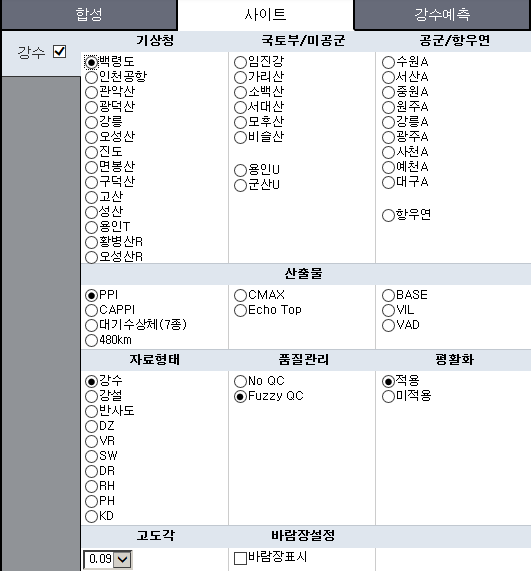 합성 사이트 강수예측
강수
기상청 국토부/미공군 공군/항우연
백령도 임진강 수원A
인천공항 가리산 서산A
관악산 소백산 중원A
광덕산 서대산 원주A
강릉 모후산 강릉A
오성산 비슬산 광주A
진도 사천A
면봉산 용인U 예천A
구덕산 군산U 대구A
고산
성산 항우연
용인T
황병산R
오성산R
산출물
PPI CMAX BASE
CAPPI Echo Top VIL
대기수상체(7종) VAD
480km
자료형태 품질관리 평활화
강수 No QC 적용
강설 Fuzzy QC 미적용
반사도
DZ
VR
SW
DR
RH
PH
KD
고도각 바람장설정
0.09 바람장표시